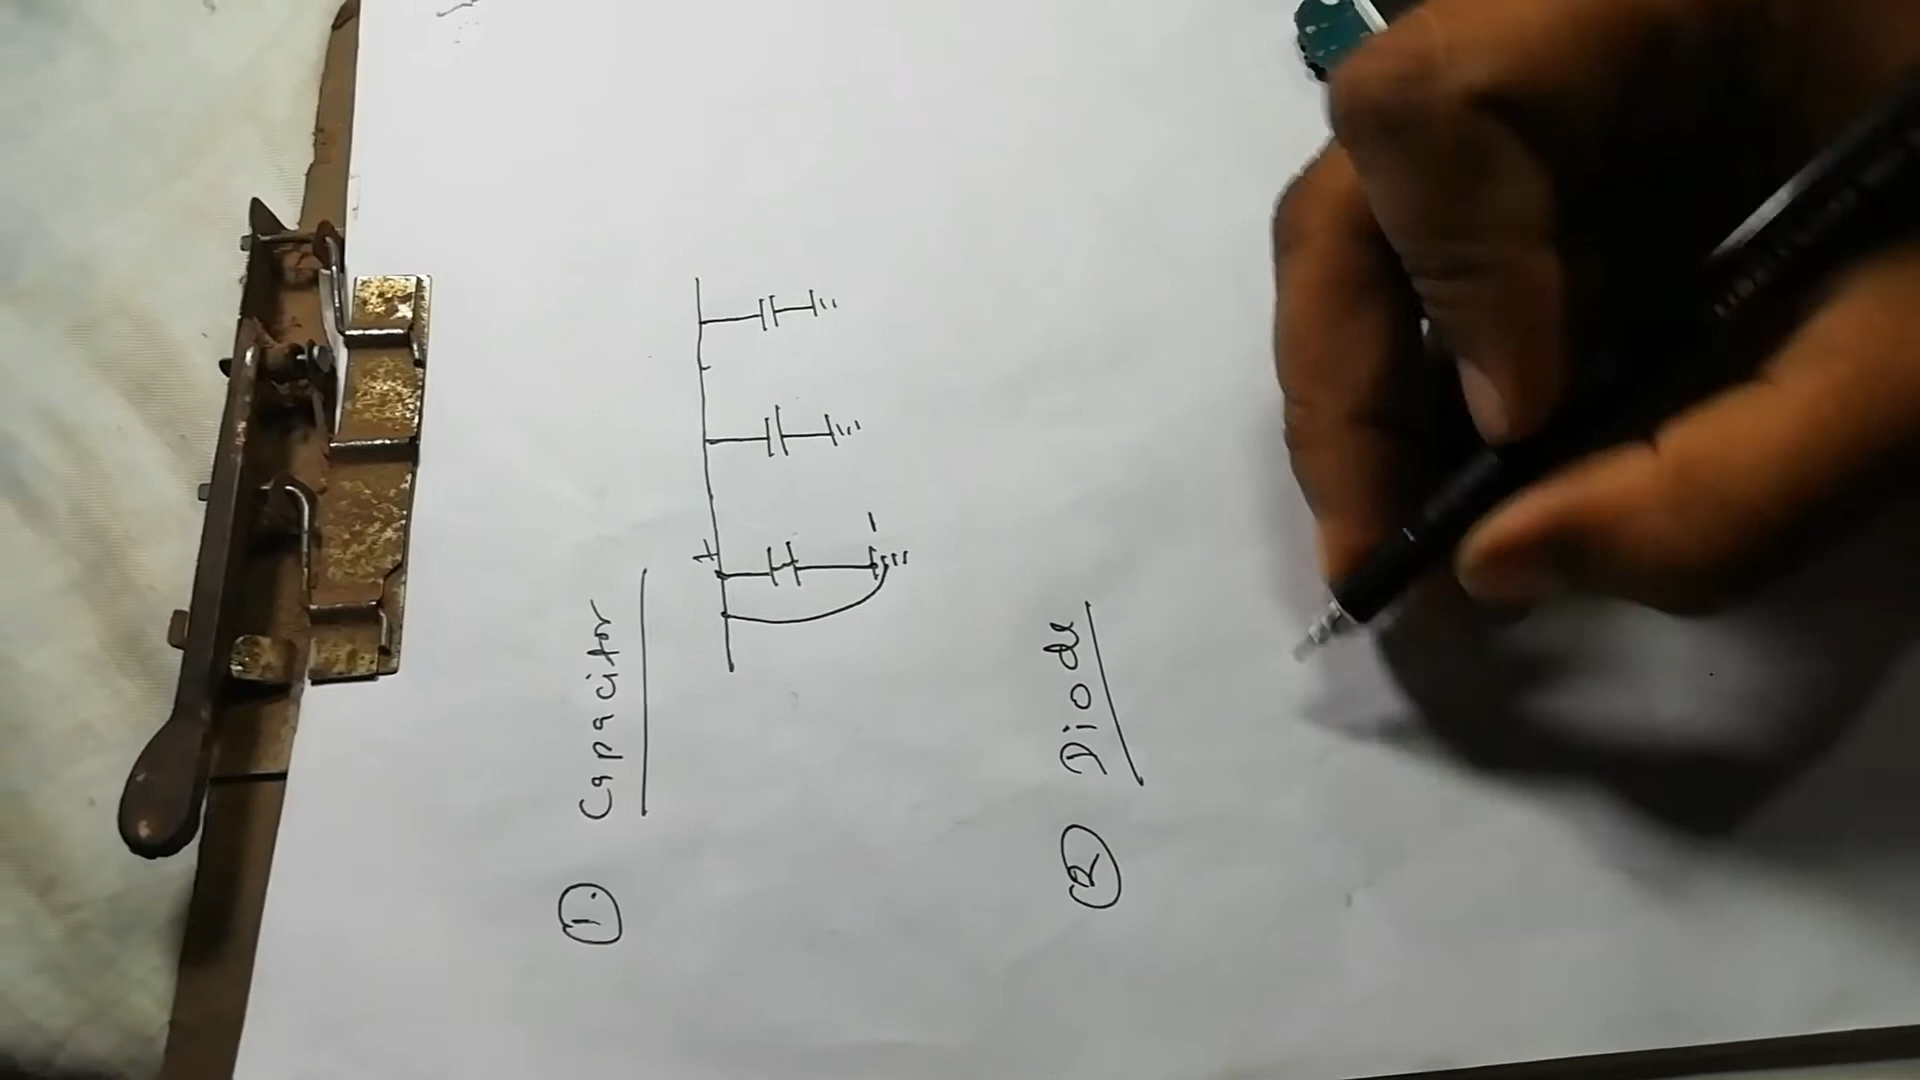 1. Capacitor
+ -
2 Diode